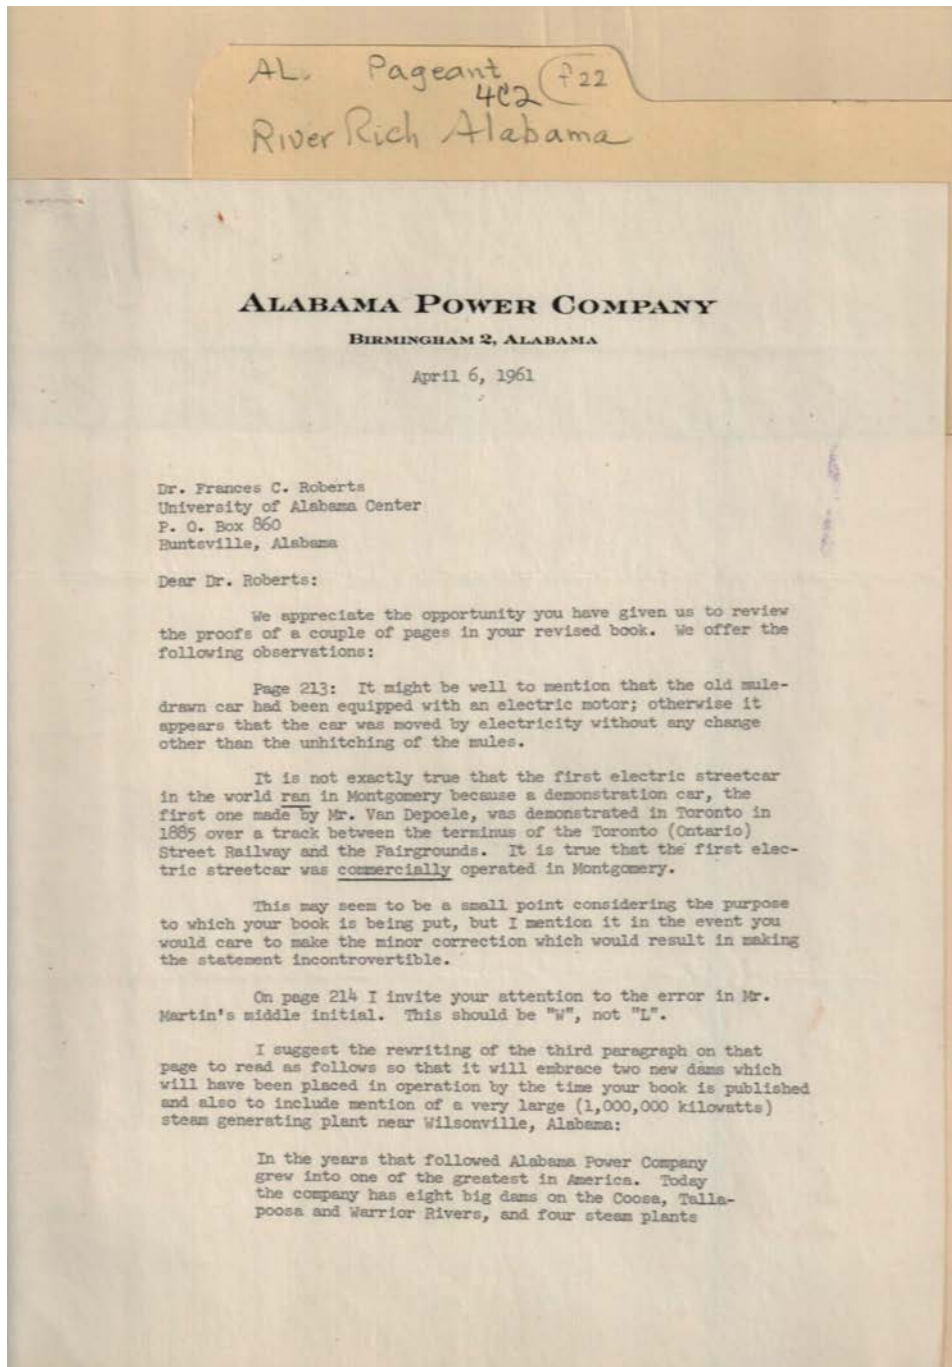 AL. Pageant f22
4C2
River Rich Alabama
ALABAMA POWER COMPANY
BIRMINGHAM 2, ALABAMA
April 6, 1961
Dr. Frances C. Roberts
University of Alabama Center
P. O. Box 860
Huntsville, Alabama
Dear Dr. Roberts:
We appreciate the opportunity you have given us to review
the proofs of a couple of pages in your revised book. We offer the
following observations:
Page 213: It might be well to mention that the old mule-
drawn car had been equipped with an electric motor; otherwise it
appears that the car was moved by electricity without any change
other than the unhitching of the mules.
It is not exactly true that the first electric streetcar
in the world ran in Montgomery because a demonstration car, the
first one made by Mr. Van Depoele, was demonstrated in Toronto in
1885 over a track between the terminus of the Toronto (Ontario)
Street Railway and the Fairgrounds. It is true that the first elec-
tric streetcar was commercially operated in Montgomery.
This may seem to be a small point considering the purpose
to which your book is being put, but I mention it in the event you
would care to make the minor correction which would result in making
the statement incontrovertible.
On page 214 I invite your attention to the error in Mr.
Martin's middle initial. This should be "W", not "L".
I suggest the rewriting of the third paragraph on that
page to read as follows so that it will embrace two new dams which
will have been placed in operation by the time your book is published
and also to include mention of a very large (1,000,000 kilowatts)
steam generating plant near Wilsonville, Alabama:
In the years that followed Alabama Power Company
grew into one of the greatest in America. Today
the company has eight big dams on the Coosa, Talla-
poosa and Warrior Rivers, and four steam plants